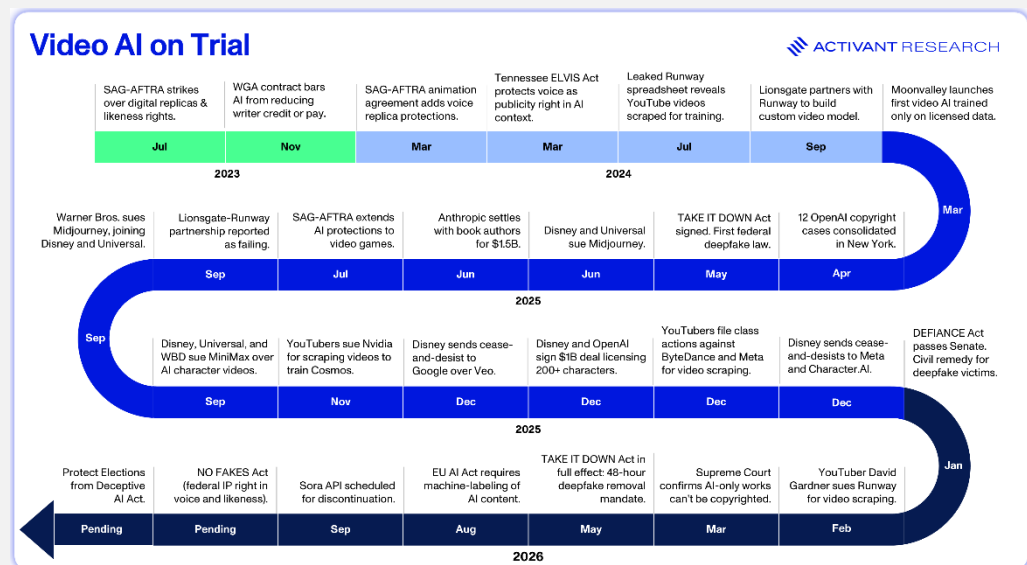 Video AI on Trial
ACTIVANT RESEARCH
SAG-AFTRA strikes
over digital replicas &
likeness rights.
WGA contract bars
AI from reducing
writer credit or pay.
SAG-AFTRA animation
agreement adds voice
replica protections.
Tennessee ELVIS Act
protects voice as
publicity right in AI
context.
Leaked Runway
spreadsheet reveals
YouTube videos
scraped for training.
Lionsgate partners with
Runway to build
custom video model.
Moonvalley launches
first video AI trained
only on licensed data.
Jul
Nov
Mar
Mar
Jul
Sep
2023
2024
Mar
Warner Bros. sues
Midjourney, joining
Disney and Universal.
Lionsgate-Runway
partnership reported
as failing.
SAG-AFTRA extends
AI protections to
video games.
Anthropic settles
with book authors
for $1.5B.
Disney and Universal
sue Midjourney.
TAKE IT DOWN Act
signed. First federal
deepfake law.
12 OpenAI copyright
cases consolidated
in New York.
Sep
Jul
Jun
Jun
May
Apr
2025
Sep
Disney, Universal, and
WBD sue MiniMax over
AI character videos.
YouTubers sue Nvidia
for scraping videos to
train Cosmos.
Disney sends cease-
and-desist to
Google over Veo.
Disney and OpenAI
sign $1B deal licensing
200+ characters.
YouTubers file class
actions against
ByteDance and Meta
for video scraping.
Disney sends cease-
and-desists to Meta
and Character.AI.
DEFIANCE Act
passes Senate.
Civil remedy for
deepfake victims.
Sep
Nov
Dec
Dec
Dec
Dec
2025
Jan
Protect Elections
from Deceptive
AI Act.
NO FAKES Act
(federal IP right in
voice and likeness).
Sora API scheduled
for discontinuation.
EU AI Act requires
machine-labeling of
AI content.
TAKE IT DOWN Act in
full effect: 48-hour
deepfake removal
mandate.
Supreme Court
confirms AI-only works
can't be copyrighted.
YouTuber David
Gardner sues Runway
for video scraping.
Pending
Pending
Sep
Aug
May
Mar
Feb
2026